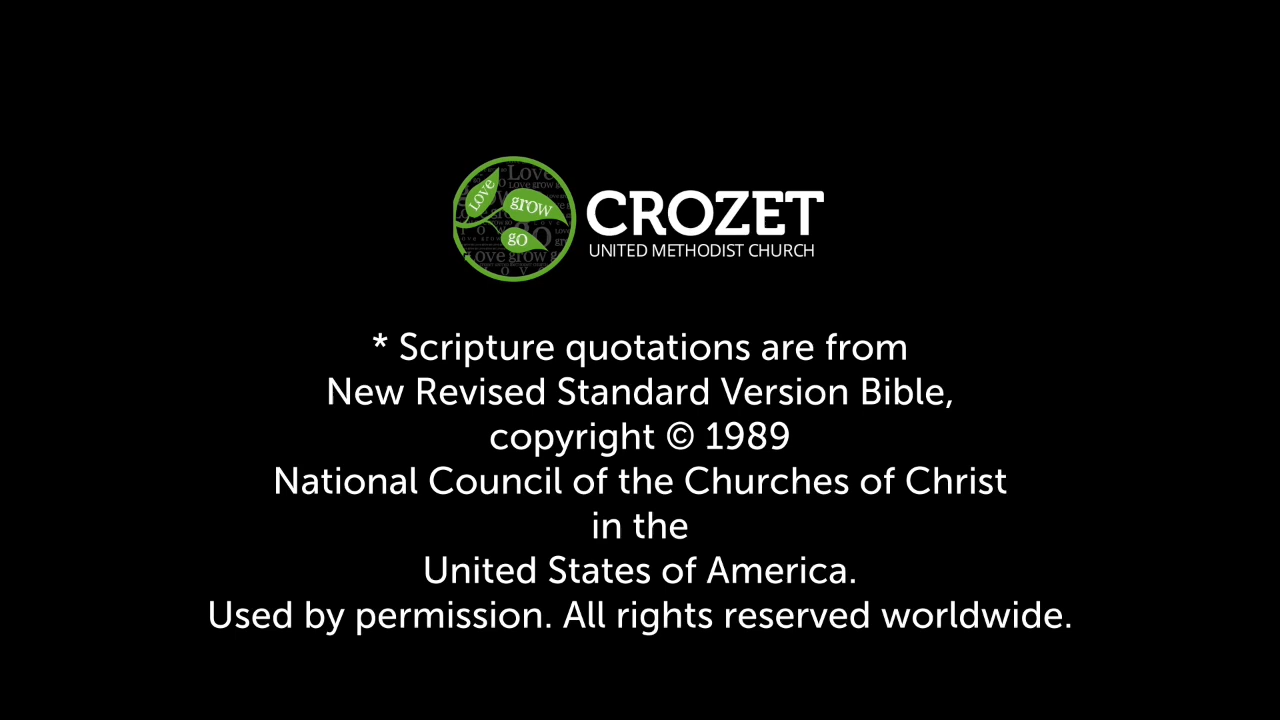 Love
grow
go
CROZET
UNITED METHODIST CHURCH
* Scripture quotations are from
New Revised Standard Version Bible,
copyright © 1989
National Council of the Churches of Christ
in the
United States of America.
Used by permission. All rights reserved worldwide.